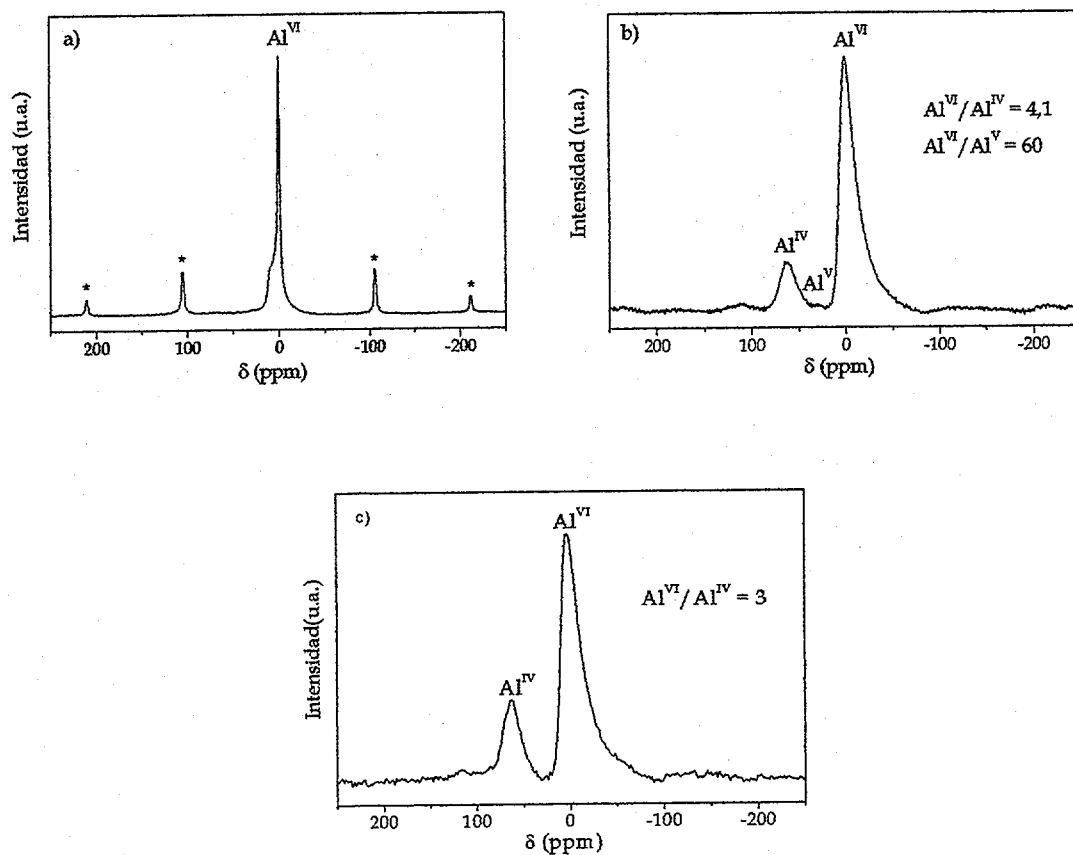 a)
Al^VI
Intensidad (u.a.)
*
*
*
*
200
100
0
-100
-200
δ (ppm)
b)
Al^VI
Al^VI/Al^IV = 4,1
Al^VI/Al^V = 60
Intensidad (u.a.)
Al^IV
Al^V
200
100
0
-100
-200
δ (ppm)
c)
Al^VI
Al^VI/Al^IV = 3
Intensidad(u.a.)
Al^IV
200
100
0
-100
-200
δ (ppm)